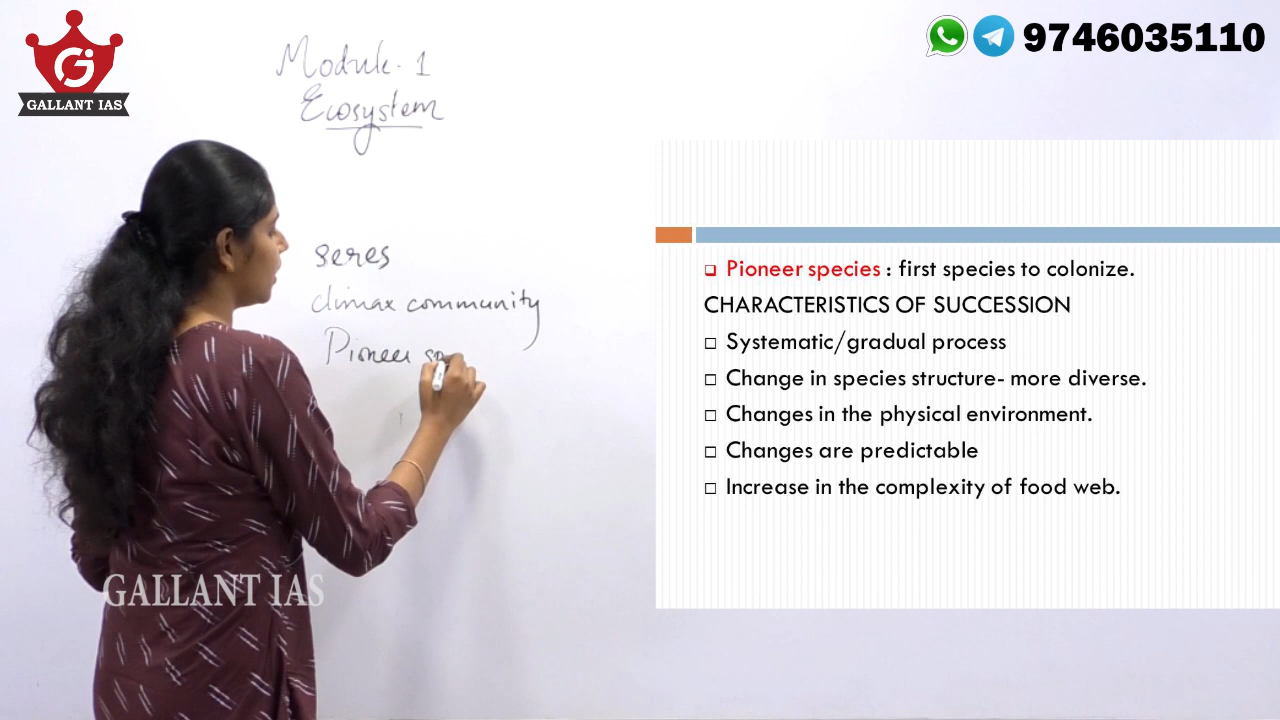 GALLANT IAS
9746035110
Module-1
Ecosystem
seres
climax community
Pioneer sp
Pioneer species : first species to colonize.
CHARACTERISTICS OF SUCCESSION
Systematic/gradual process
Change in species structure- more diverse.
Changes in the physical environment.
Changes are predictable
Increase in the complexity of food web.
GALLANT IAS